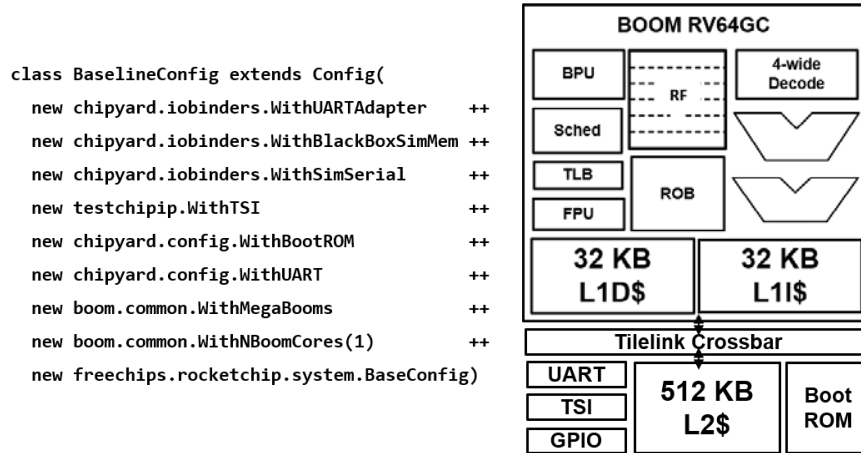 class BaselineConfig extends Config(
new chipyard.iobinders.WithUARTAdapter ++
new chipyard.iobinders.WithBlackBoxSimMem ++
new chipyard.iobinders.WithSimSerial ++
new testchipip.WithTSI ++
new chipyard.config.WithBootROM ++
new chipyard.config.WithUART ++
new boom.common.WithMegaBooms ++
new boom.common.WithNBoomCores(1) ++
new freechips.rocketchip.system.BaseConfig)
BOOM RV64GC
BPU
RF
4-wide
Decode
Sched
TLB
ROB
FPU
32 KB
L1D$
32 KB
L1I$
Tilelink Crossbar
UART
TSI
GPIO
512 KB
L2$
Boot
ROM